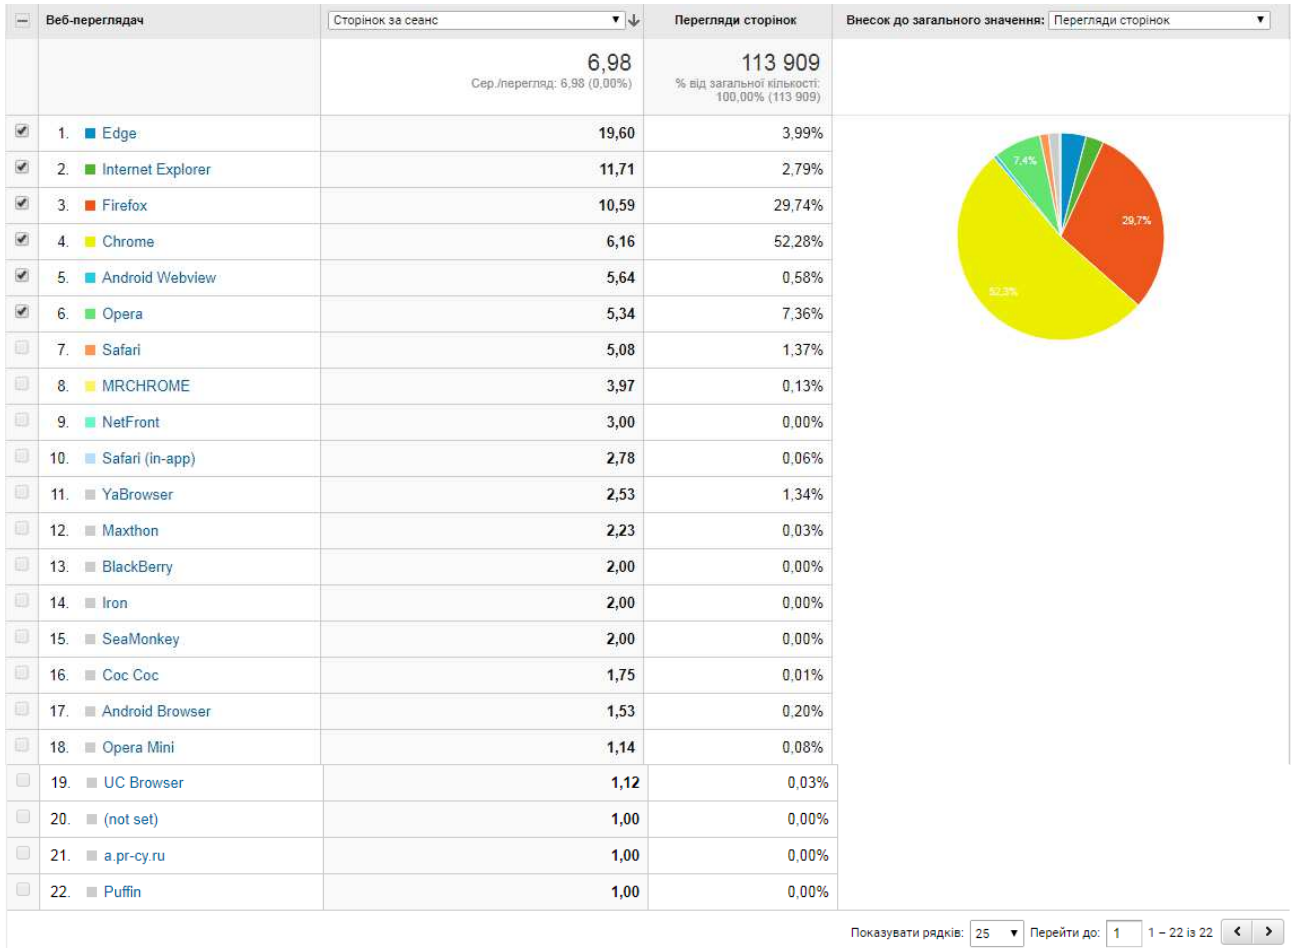 Веб-переглядач Сторінок за сеанс Перегляди сторінок Внесок до загального значення: Перегляди сторінок
6,98 113 909
Сер./перегляд: 6,98 (0,00%) % від загальної кількості:
100,00% (113 909)
1. Edge 19,60 3,99%
2. Internet Explorer 11,71 2,79%
3. Firefox 10,59 29,74%
4. Chrome 6,16 52,28%
5. Android Webview 5,64 0,58%
6. Opera 5,34 7,36%
7. Safari 5,08 1,37%
8. MRCHROME 3,97 0,13%
9. NetFront 3,00 0,00%
10. Safari (in-app) 2,78 0,06%
11. YaBrowser 2,53 1,34%
12. Maxthon 2,23 0,03%
13. BlackBerry 2,00 0,00%
14. Iron 2,00 0,00%
15. SeaMonkey 2,00 0,00%
16. Coc Coc 1,75 0,01%
17. Android Browser 1,53 0,20%
18. Opera Mini 1,14 0,08%
19. UC Browser 1,12 0,03%
20. (not set) 1,00 0,00%
21. a.pr-cy.ru 1,00 0,00%
22. Puffin 1,00 0,00%
7,4%
29,7%
52,3%
Показувати рядків: 25 Перейти до: 1 1 – 22 із 22